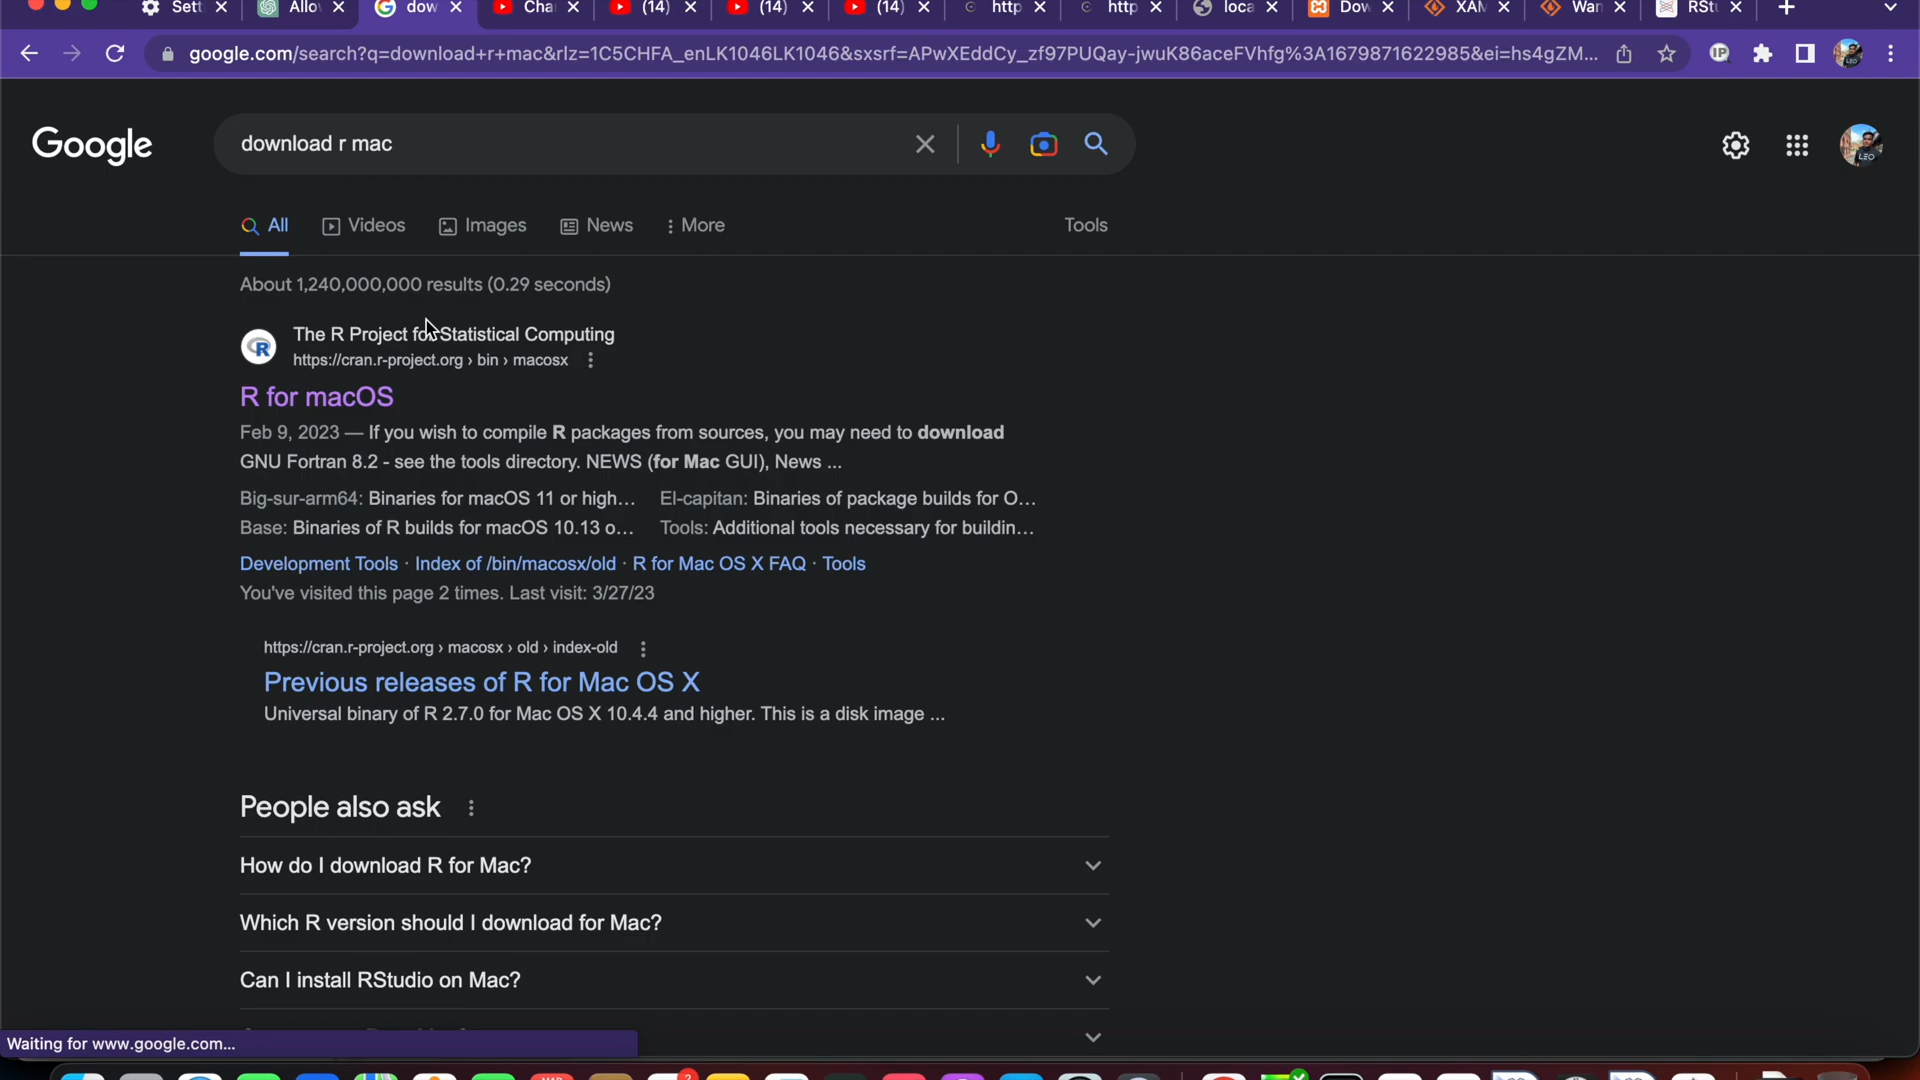 Sett
Allo
dow
Cha
(14)
(14)
(14)
http
http
loca
Dow
XAM
Wan
RStu
google.com/search?q=download+r+mac&rlz=1C5CHFA_enLK1046LK1046&sxsrf=APwXEddCy_zf97PUQay-jwuK86aceFVhfg%3A1679871622985&ei=hs4gZM...
Google
download r mac
LEO
All
Videos
Images
News
More
Tools
About 1,240,000,000 results (0.29 seconds)
The R Project for Statistical Computing
https://cran.r-project.org › bin › macosx
R for macOS
Feb 9, 2023 — If you wish to compile R packages from sources, you may need to download
GNU Fortran 8.2 - see the tools directory. NEWS (for Mac GUI), News ...
Big-sur-arm64: Binaries for macOS 11 or high... El-capitan: Binaries of package builds for O...
Base: Binaries of R builds for macOS 10.13 o... Tools: Additional tools necessary for buildin...
Development Tools · Index of /bin/macosx/old · R for Mac OS X FAQ · Tools
You've visited this page 2 times. Last visit: 3/27/23
https://cran.r-project.org › macosx › old › index-old
Previous releases of R for Mac OS X
Universal binary of R 2.7.0 for Mac OS X 10.4.4 and higher. This is a disk image ...
People also ask
How do I download R for Mac?
Which R version should I download for Mac?
Can I install RStudio on Mac?
Waiting for www.google.com...